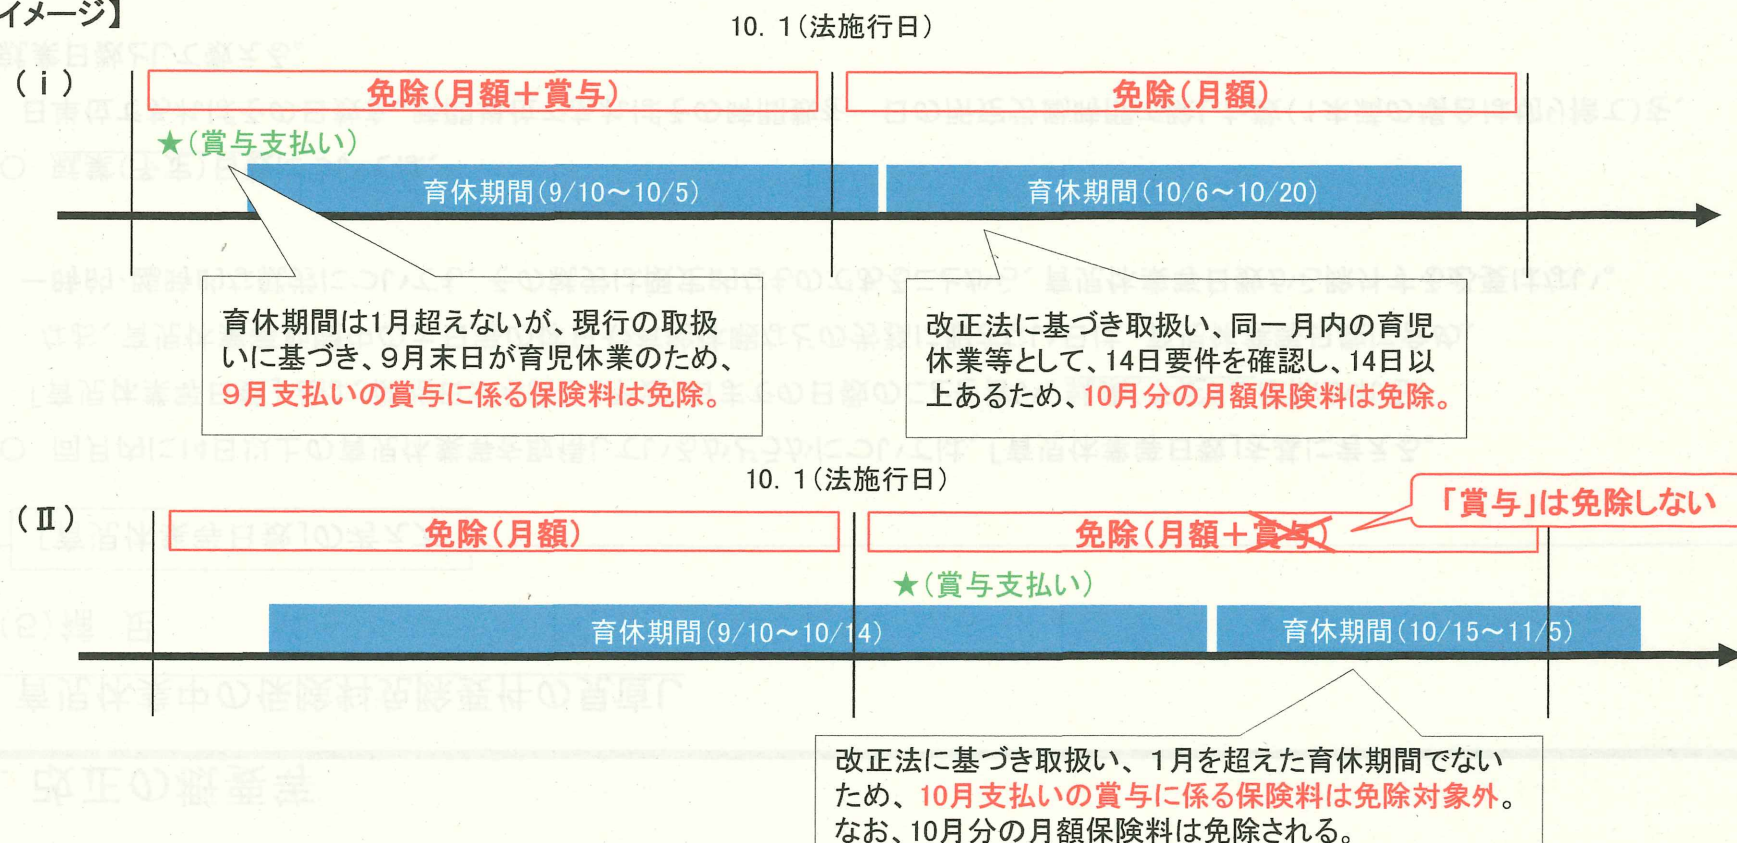 イメージ】
10. 1(法施行日)
(ⅰ)
免除(月額+賞与)
免除(月額)
★(賞与支払い)
育休期間(9/10~10/5)
育休期間(10/6~10/20)
育休期間は1月超えないが、現行の取扱
いに基づき、9月末日が育児休業のため、
9月支払いの賞与に係る保険料は免除。
改正法に基づき取扱い、同一月内の育児
休業等として、14日要件を確認し、14日以
上あるため、10月分の月額保険料は免除。
10. 1(法施行日)
「賞与」は免除しない
(Ⅱ)
免除(月額)
免除(月額+賞与)
★(賞与支払い)
育休期間(9/10~10/14)
育休期間(10/15~11/5)
改正法に基づき取扱い、1月を超えた育休期間でない
ため、10月支払いの賞与に係る保険料は免除対象外。
なお、10月分の月額保険料は免除される。